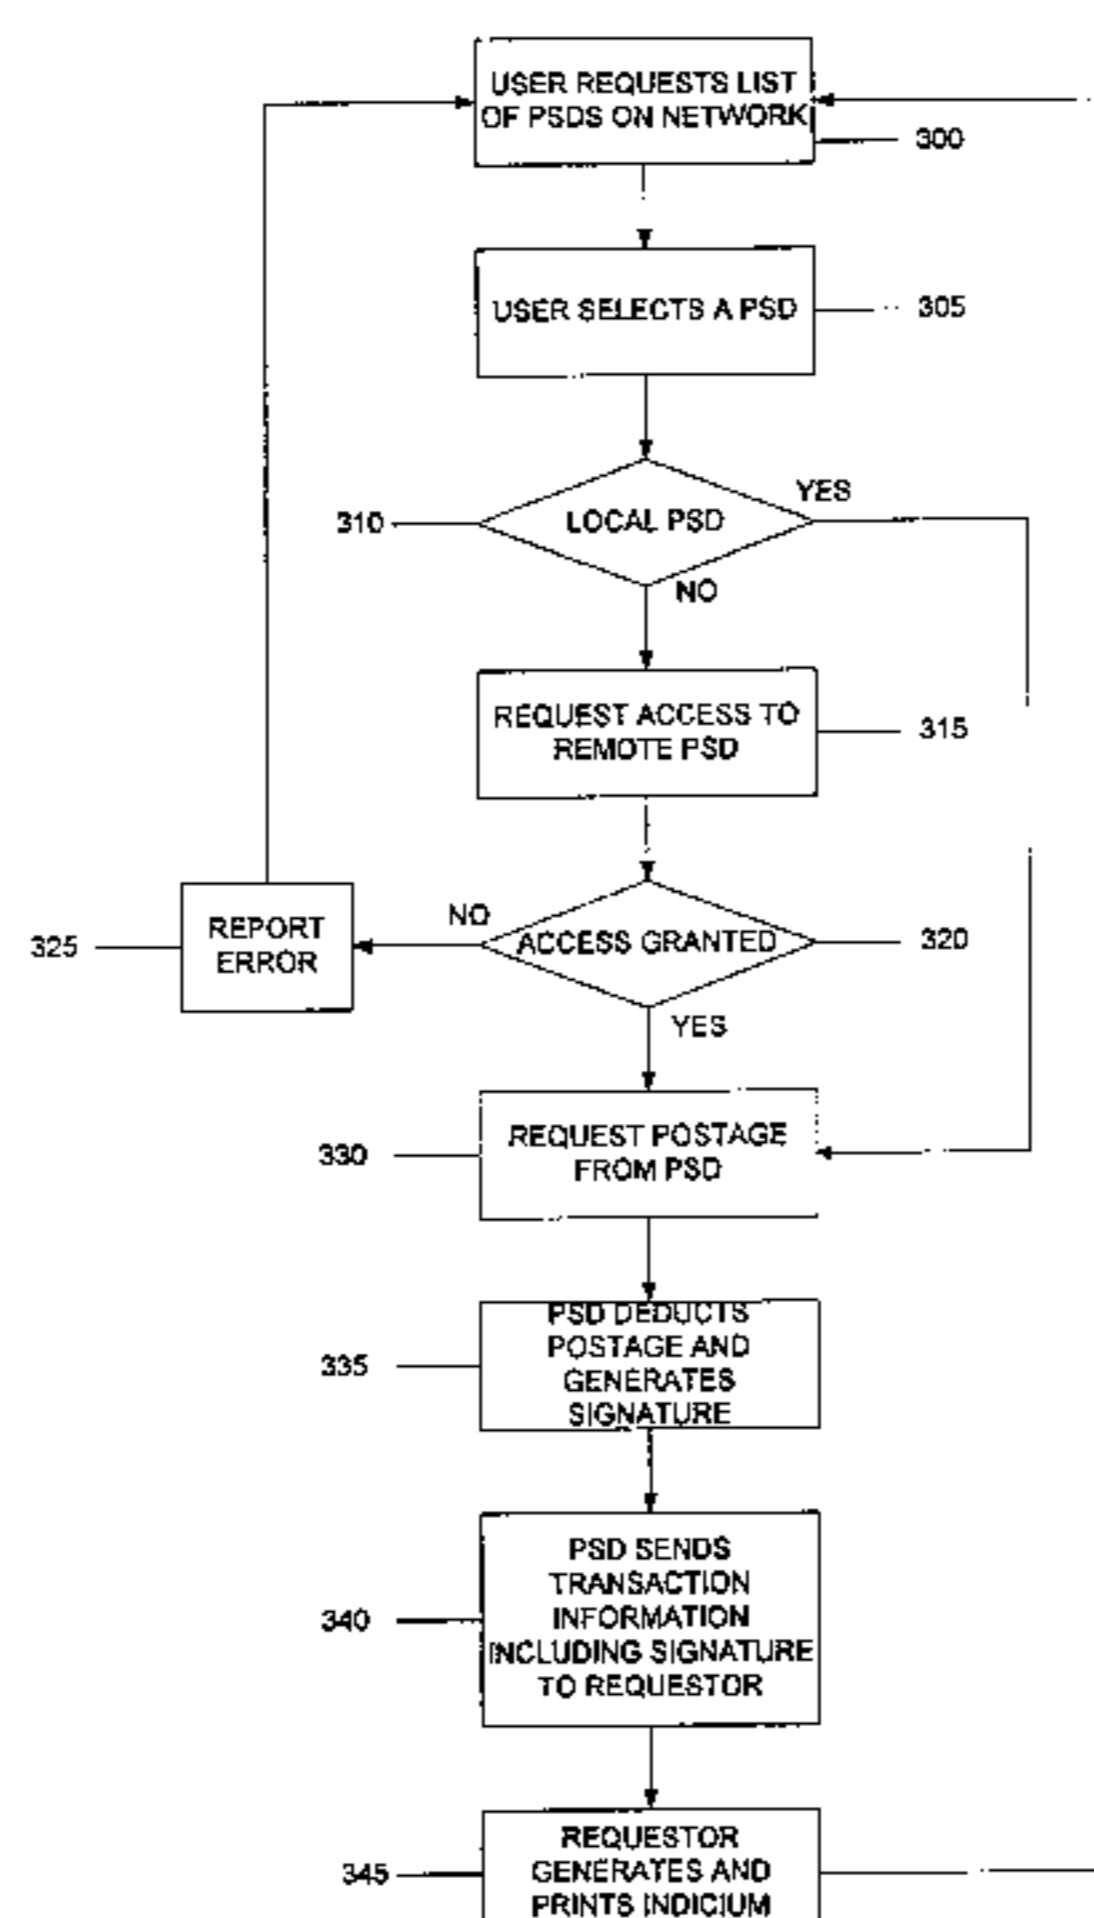 USER REQUESTS LIST
OF PSDS ON NETWORK
300
USER SELECTS A PSD
305
YES
310
LOCAL PSD
NO
REQUEST ACCESS TO
REMOTE PSD
315
NO
REPORT
ERROR
325
ACCESS GRANTED
320
YES
REQUEST POSTAGE
FROM PSD
330
PSD DEDUCTS
POSTAGE AND
GENERATES
SIGNATURE
335
PSD SENDS
TRANSACTION
INFORMATION
INCLUDING SIGNATURE
TO REQUESTOR
340
REQUESTOR
GENERATES AND
PRINTS INDICIUM
345